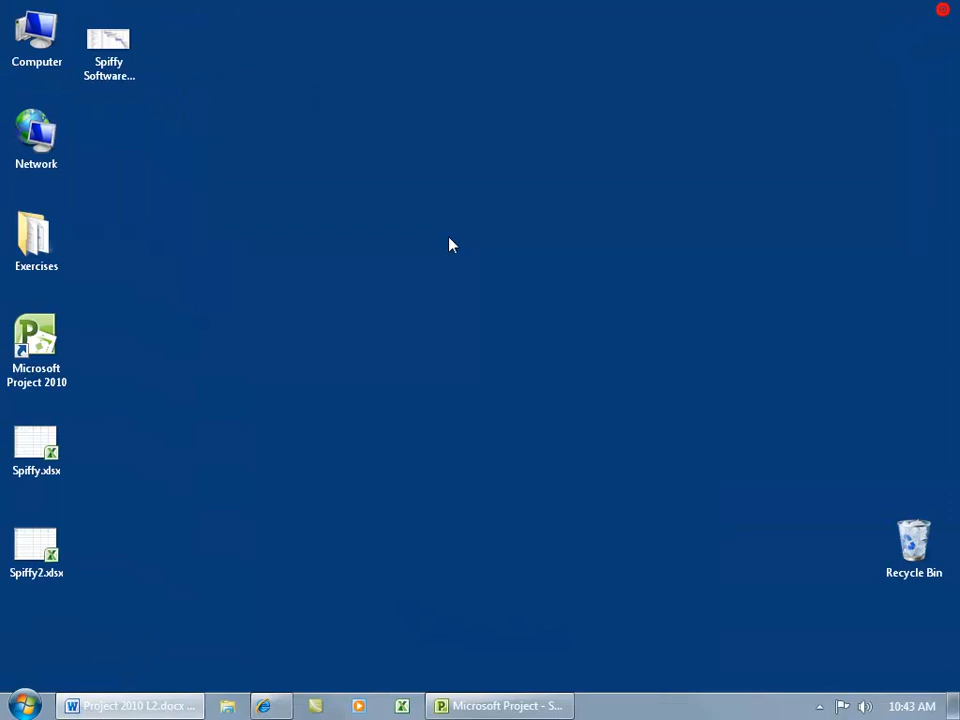 Computer
Spiffy
Software...
Network
Exercises
Microsoft
Project 2010
Spiffy.xlsx
Spiffy2.xlsx
Recycle Bin
Project 2010 L2.docx ...
Microsoft Project - S...
10:43 AM